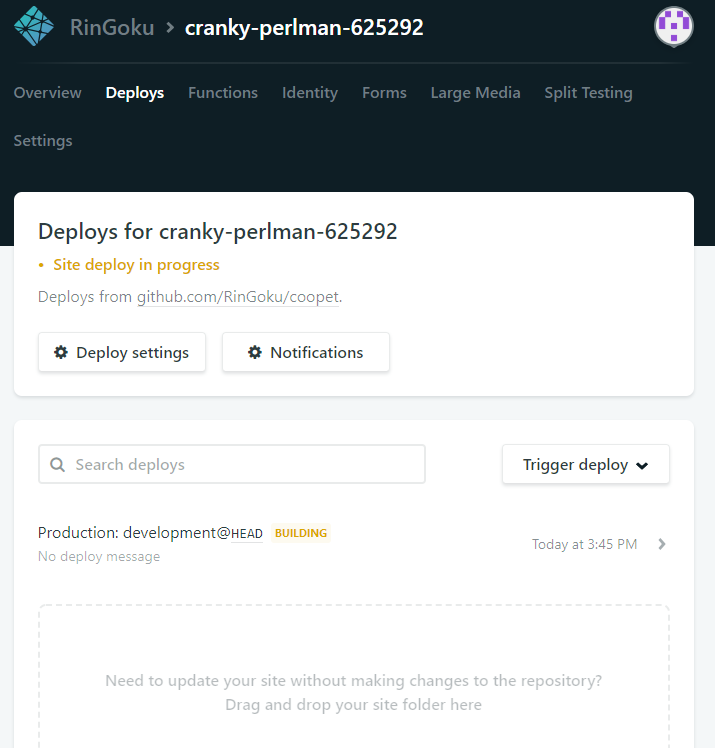 RinGoku > cranky-perlman-625292
Overview Deploys Functions Identity Forms Large Media Split Testing
Settings
Deploys for cranky-perlman-625292
• Site deploy in progress
Deploys from github.com/RinGoku/coopet.
Deploy settings Notifications
Search deploys Trigger deploy
Production: development@HEAD BUILDING
No deploy message
Today at 3:45 PM
Need to update your site without making changes to the repository?
Drag and drop your site folder here